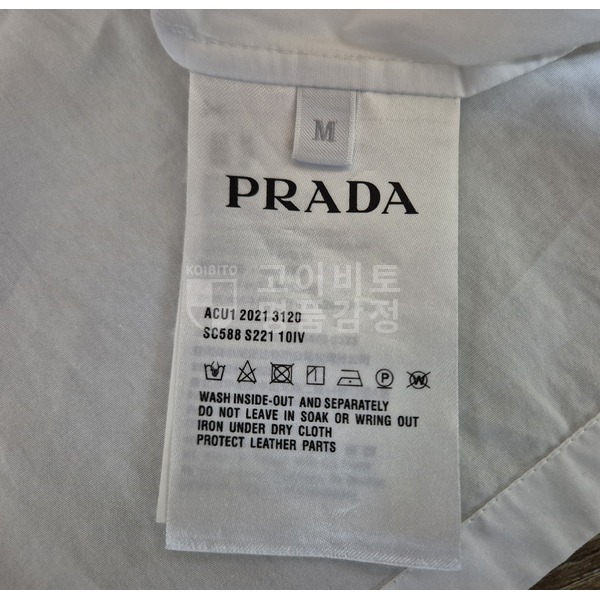 M
PRADA
KOIBITO
고이비토
명품감정
ACU1 2021 3120
SC588 S221 10IV
WASH INSIDE-OUT AND SEPARATELY
DO NOT LEAVE IN SOAK OR WRING OUT
IRON UNDER DRY CLOTH
PROTECT LEATHER PARTS